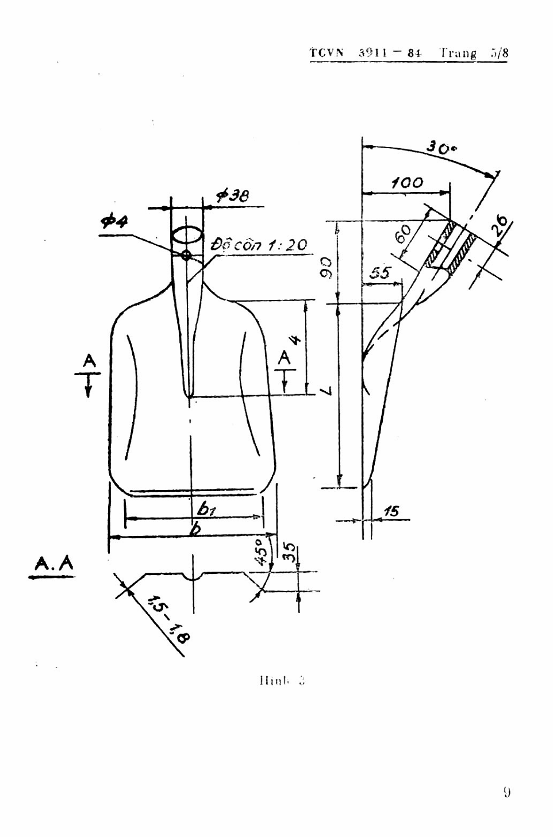 TCVN 3911 - 84 Trang 5/8
30°
100
φ38
φ4
Độ côn 1:20
60
26
90
55
4
A
A
L
b1
b
15
A.A
45°
35
1,5-1,8
Hình 3
9